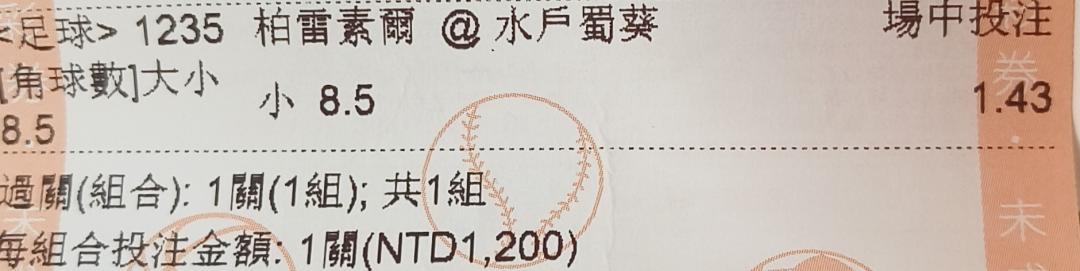 <足球> 1235 柏雷素爾 @ 水戶蜀葵 場中投注
[角球數]大小 小 8.5 1.43
8.5
過關(組合): 1關(1組); 共1組
每組合投注金額: 1關(NTD1,200)
券
未